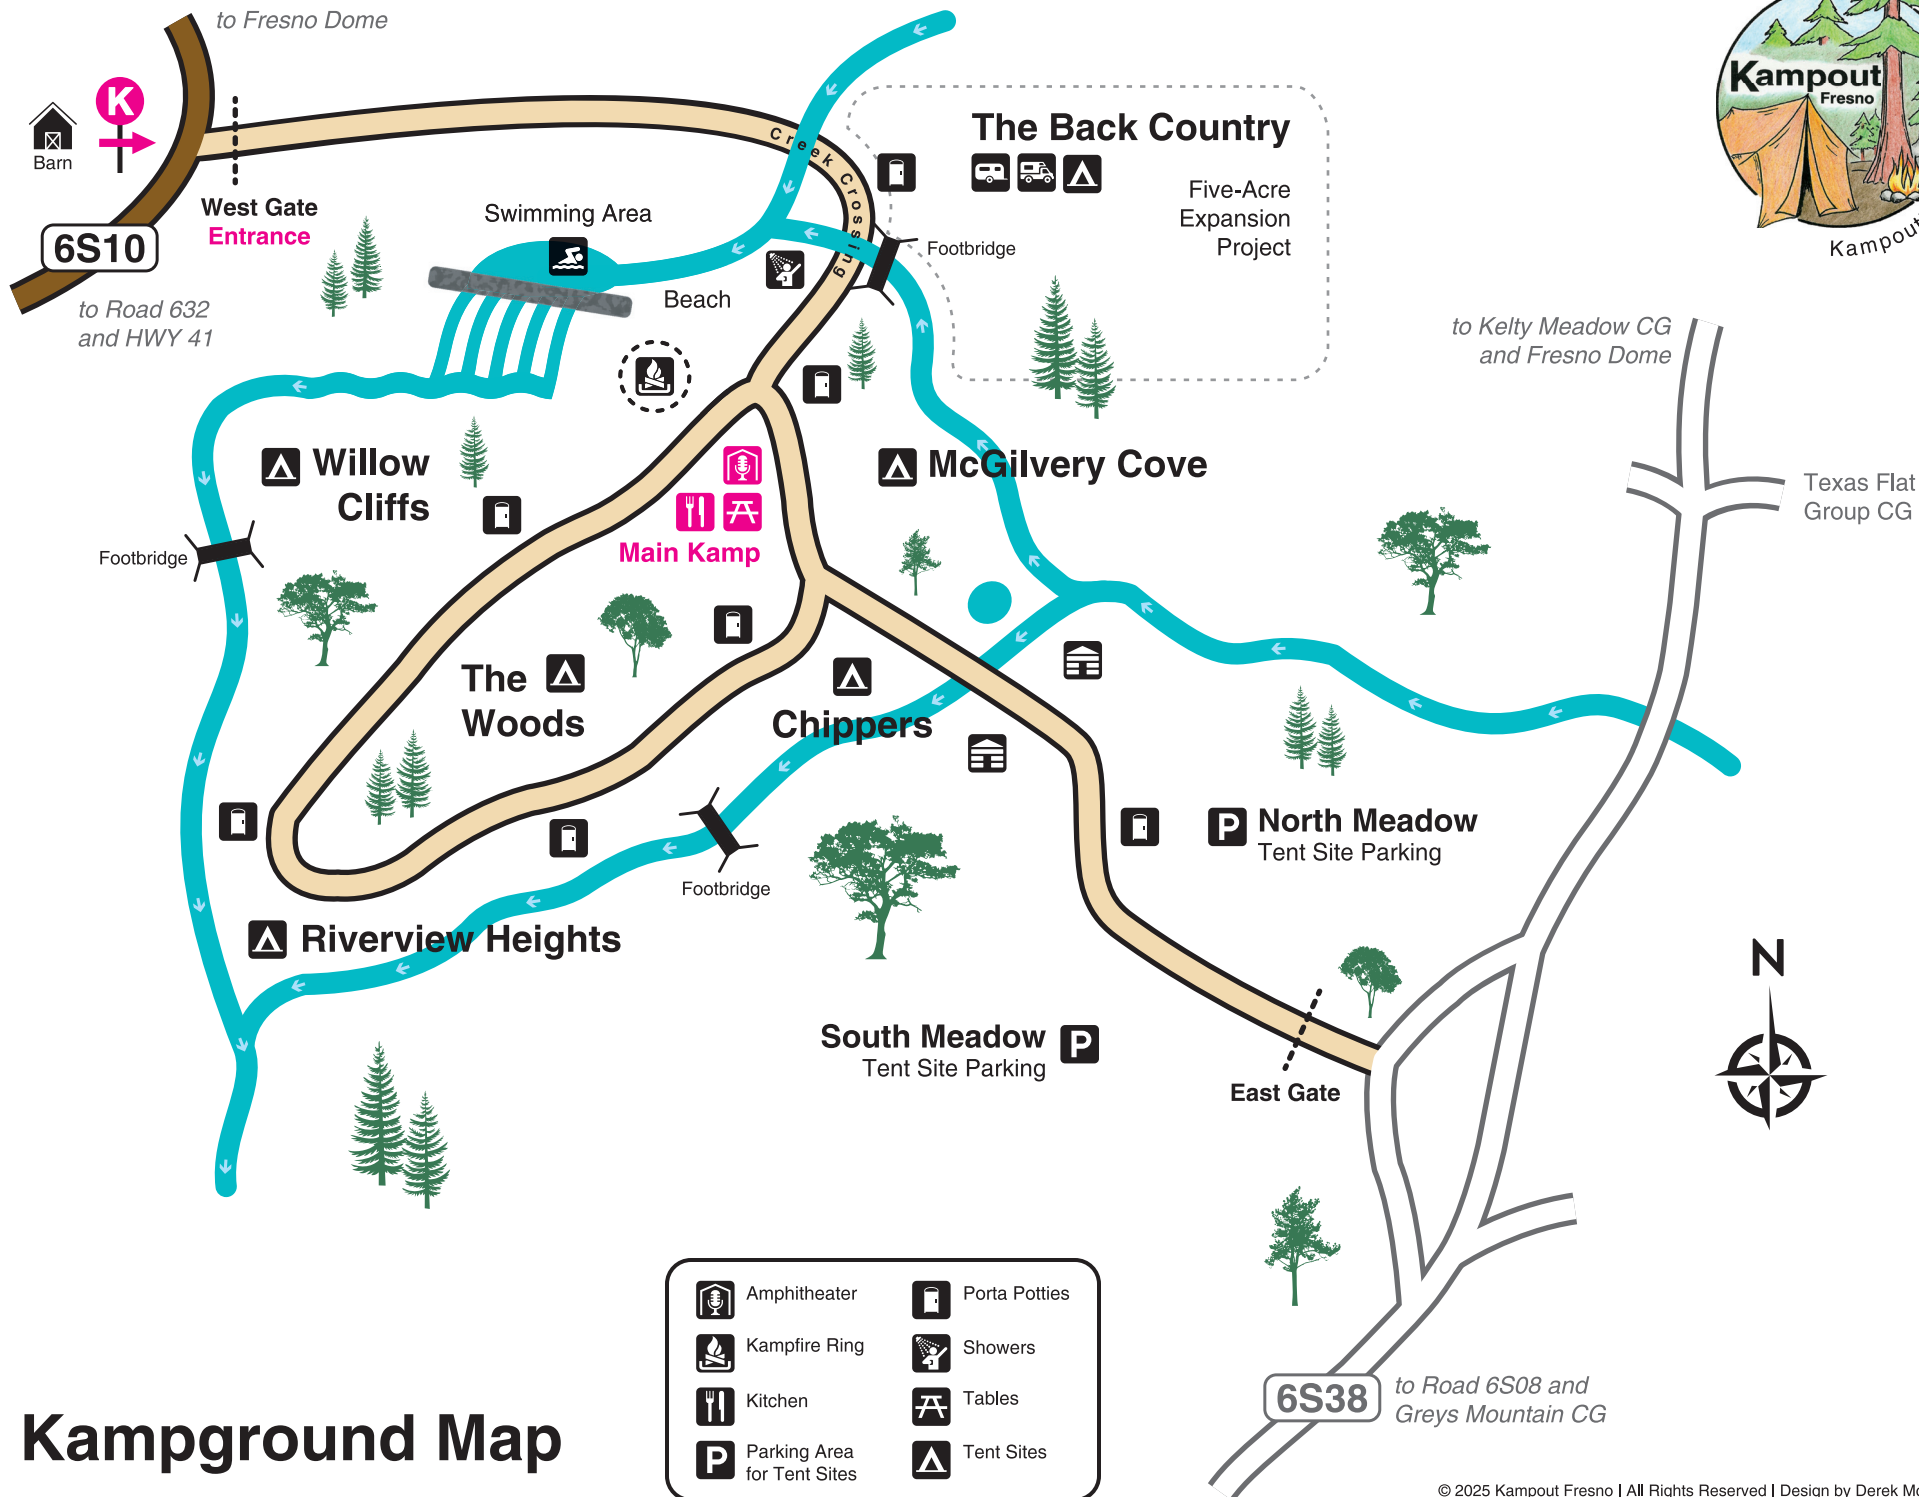 to Fresno Dome
K
Barn
West Gate
Entrance
6S10
to Road 632
and HWY 41
Creek Crossing
Swimming Area
Beach
The Back Country
Five-Acre
Expansion
Project
Footbridge
Kampout
Fresno
Kampout
to Kelty Meadow CG
and Fresno Dome
Texas Flat
Group CG
Willow
Cliffs
McGilvery Cove
Main Kamp
Footbridge
The
Woods
Chippers
P
North Meadow
Tent Site Parking
Footbridge
Riverview Heights
South Meadow
Tent Site Parking
P
East Gate
N
Amphitheater
Kampfire Ring
Kitchen
P
Parking Area
for Tent Sites
Porta Potties
Showers
Tables
Tent Sites
6S38
to Road 6S08 and
Greys Mountain CG
Kampground Map
© 2025 Kampout Fresno | All Rights Reserved | Design by Derek